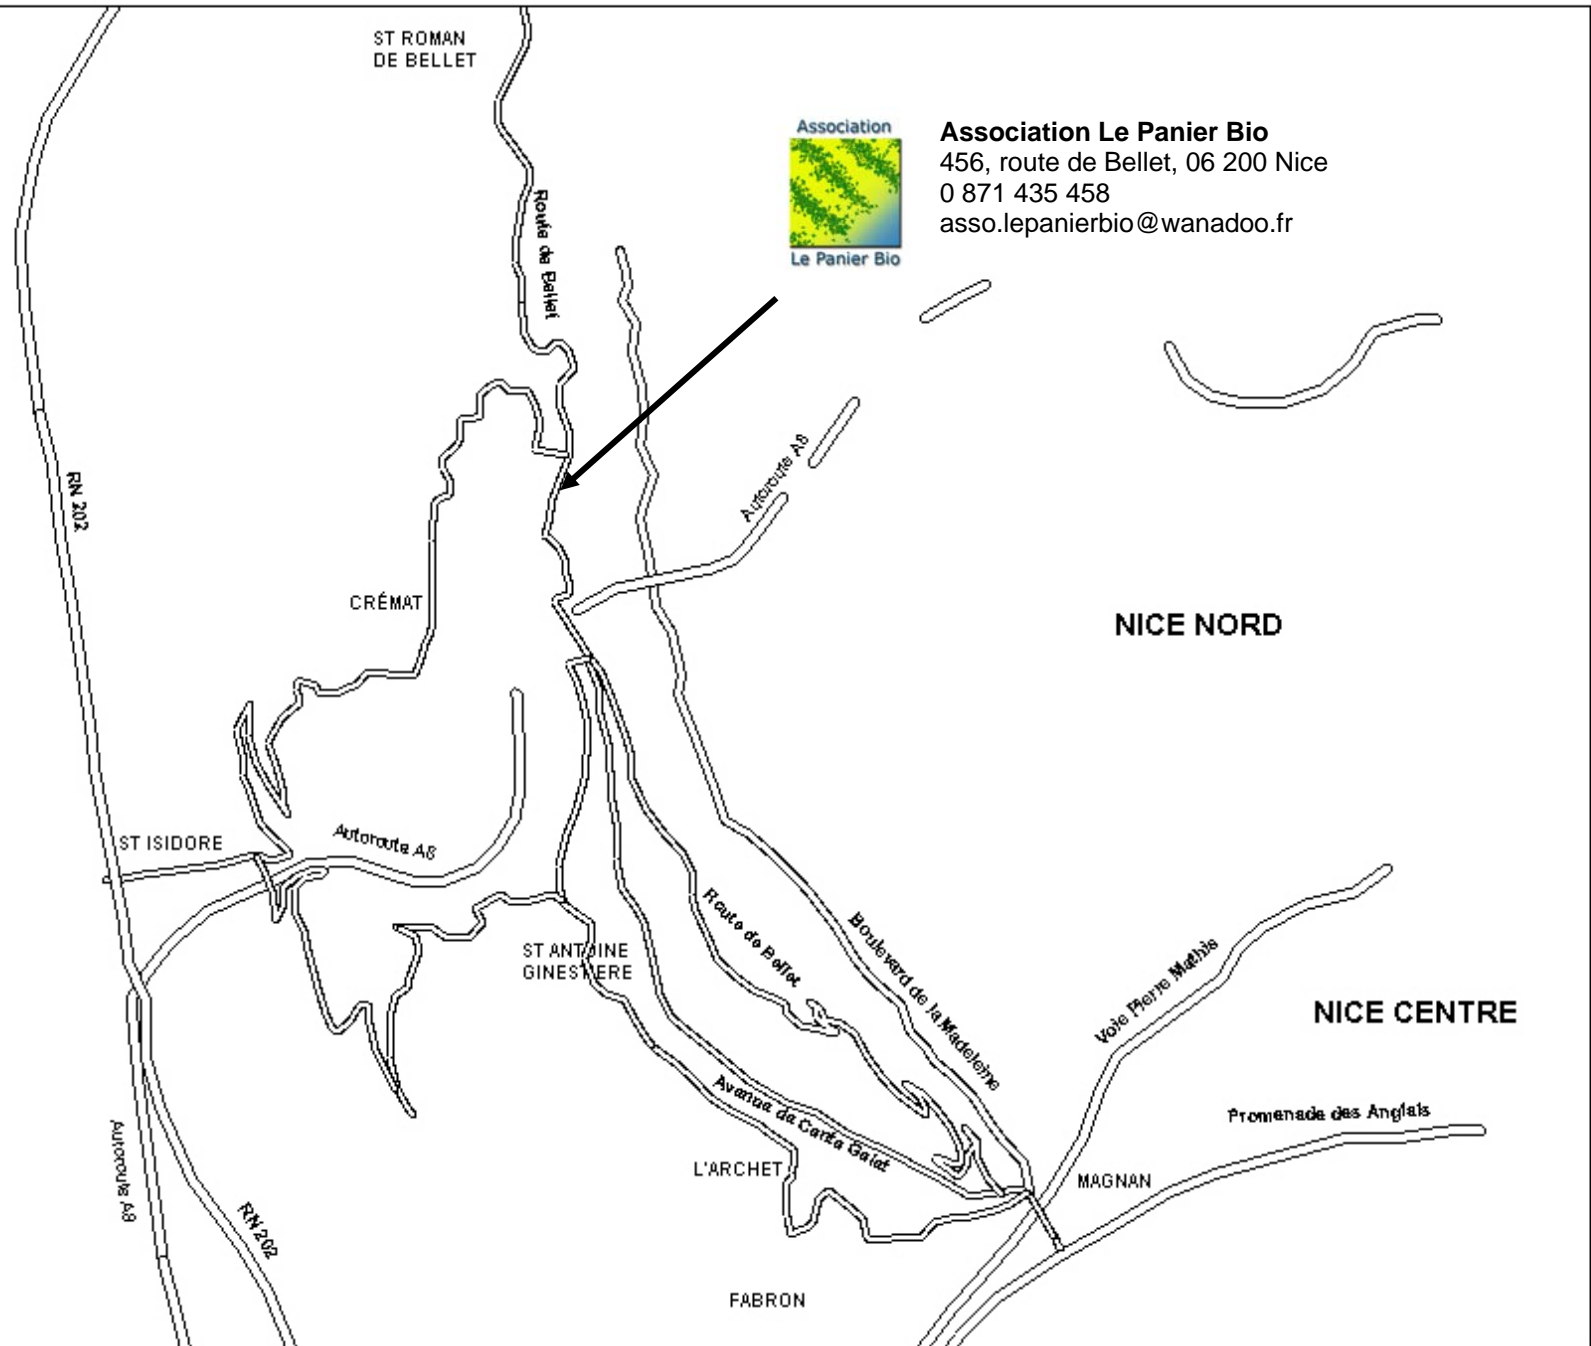 ST ROMAN
DE BELLET
Association
Le Panier Bio
Association Le Panier Bio
456, route de Bellet, 06 200 Nice
0 871 435 458
asso.lepanierbio@wanadoo.fr
Route de Bellet
RN 202
Autoroute A8
CRÉMAT
NICE NORD
ST ISIDORE
Autoroute A8
ST ANTOINE
GINESTIERE
Route de Bellet
Boulevard de la Madeleine
Voie Pierre Mathis
NICE CENTRE
Avenue de Caréa Gaiet
Promenade des Anglais
L'ARCHET
MAGNAN
Autoroute A8
RN 202
FABRON